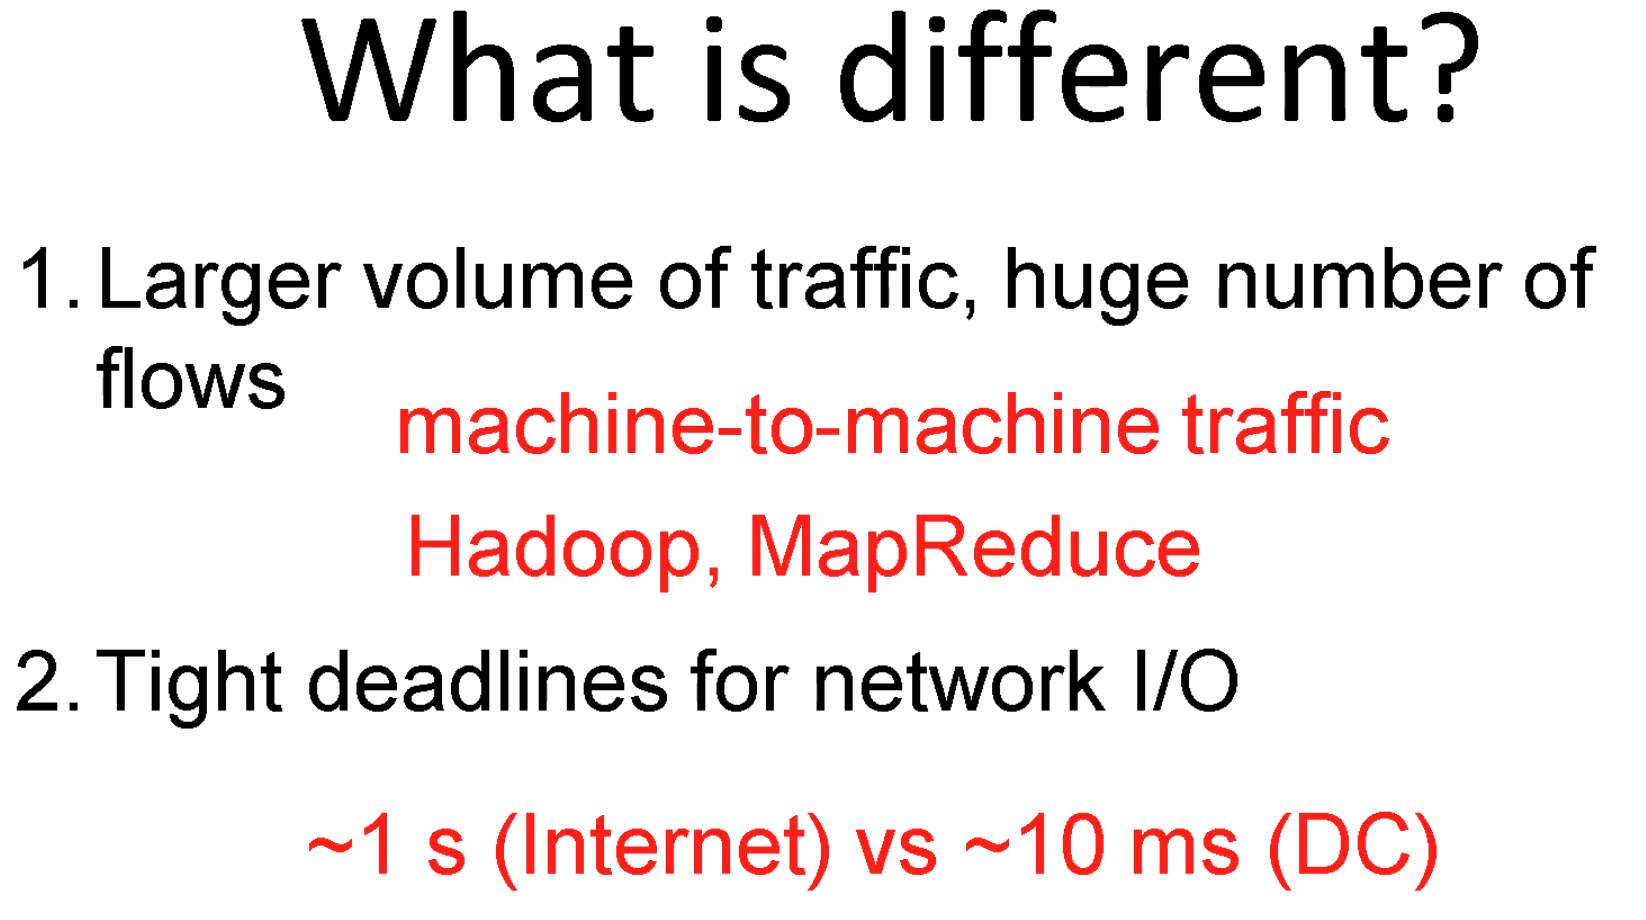 What is different?
1. Larger volume of traffic, huge number of
flows
machine-to-machine traffic
Hadoop, MapReduce
2. Tight deadlines for network I/O
~1 s (Internet) vs ~10 ms (DC)